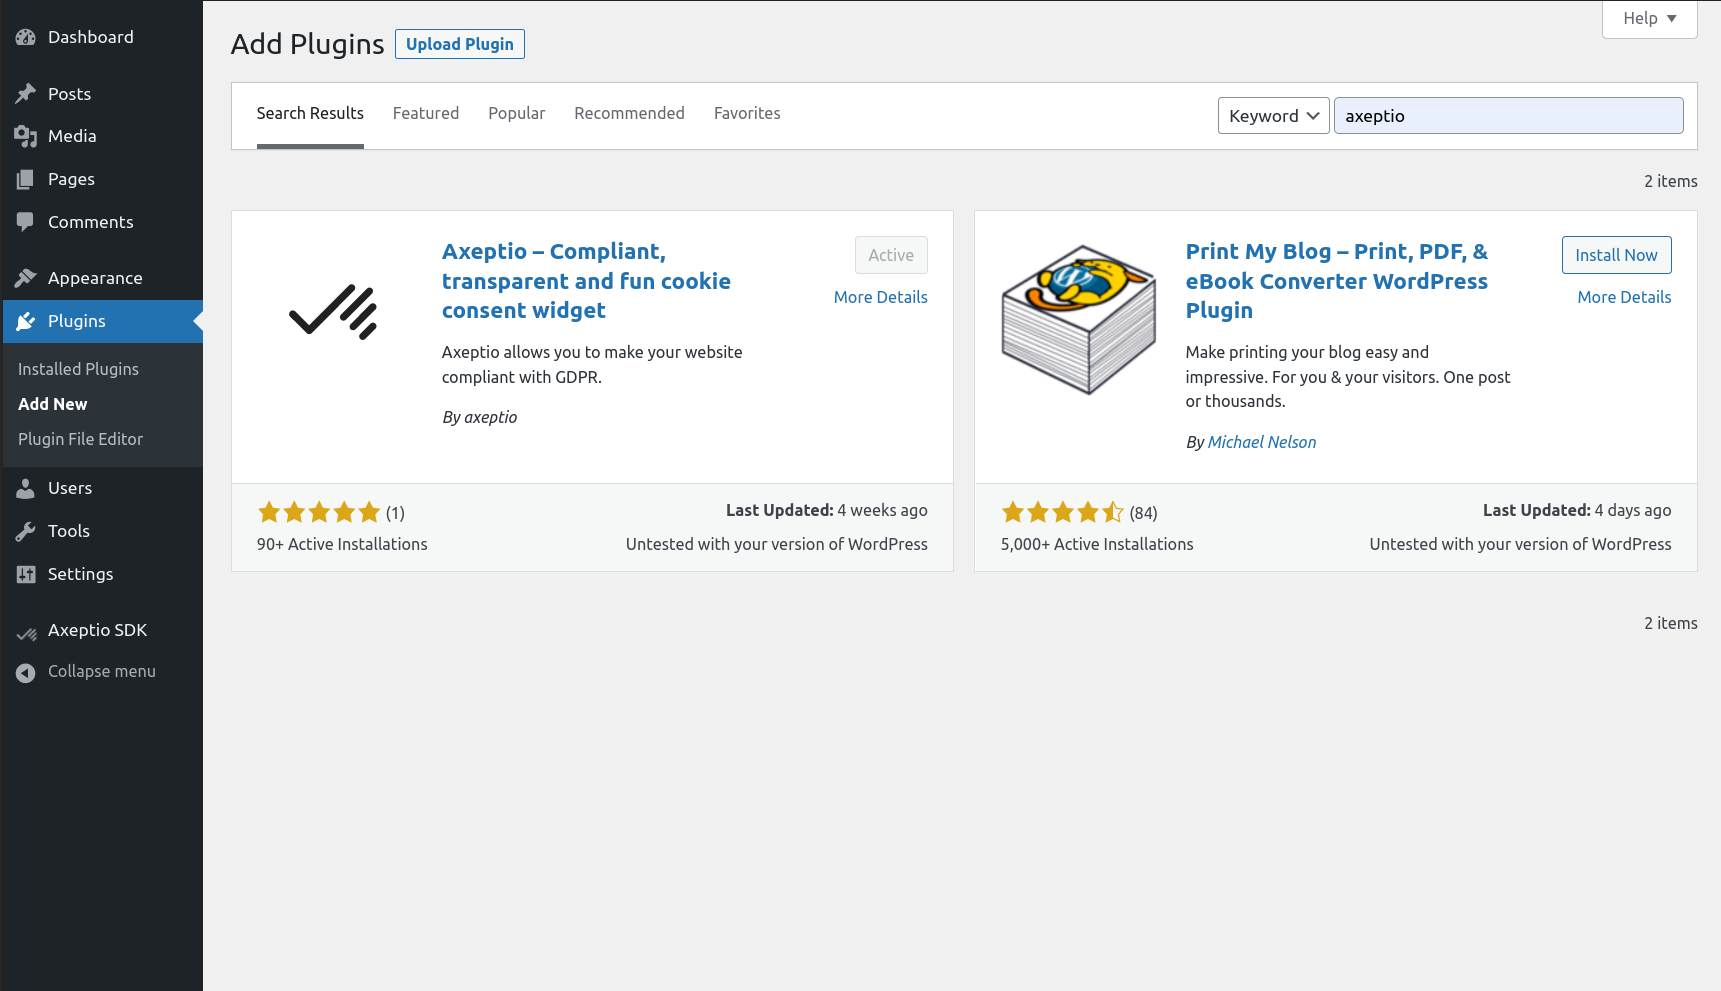 Dashboard
Posts
Media
Pages
Comments
Appearance
Plugins
Installed Plugins
Add New
Plugin File Editor
Users
Tools
Settings
Axeptio SDK
Collapse menu
Help
Add Plugins Upload Plugin
Search Results Featured Popular Recommended Favorites Keyword axeptio
2 items
Axeptio – Compliant,
transparent and fun cookie
consent widget
Active
More Details
Axeptio allows you to make your website
compliant with GDPR.
By axeptio
(1)
Last Updated: 4 weeks ago
90+ Active Installations
Untested with your version of WordPress
Print My Blog – Print, PDF, &
eBook Converter WordPress
Plugin
Install Now
More Details
Make printing your blog easy and
impressive. For you & your visitors. One post
or thousands.
By Michael Nelson
(84)
Last Updated: 4 days ago
5,000+ Active Installations
Untested with your version of WordPress
2 items